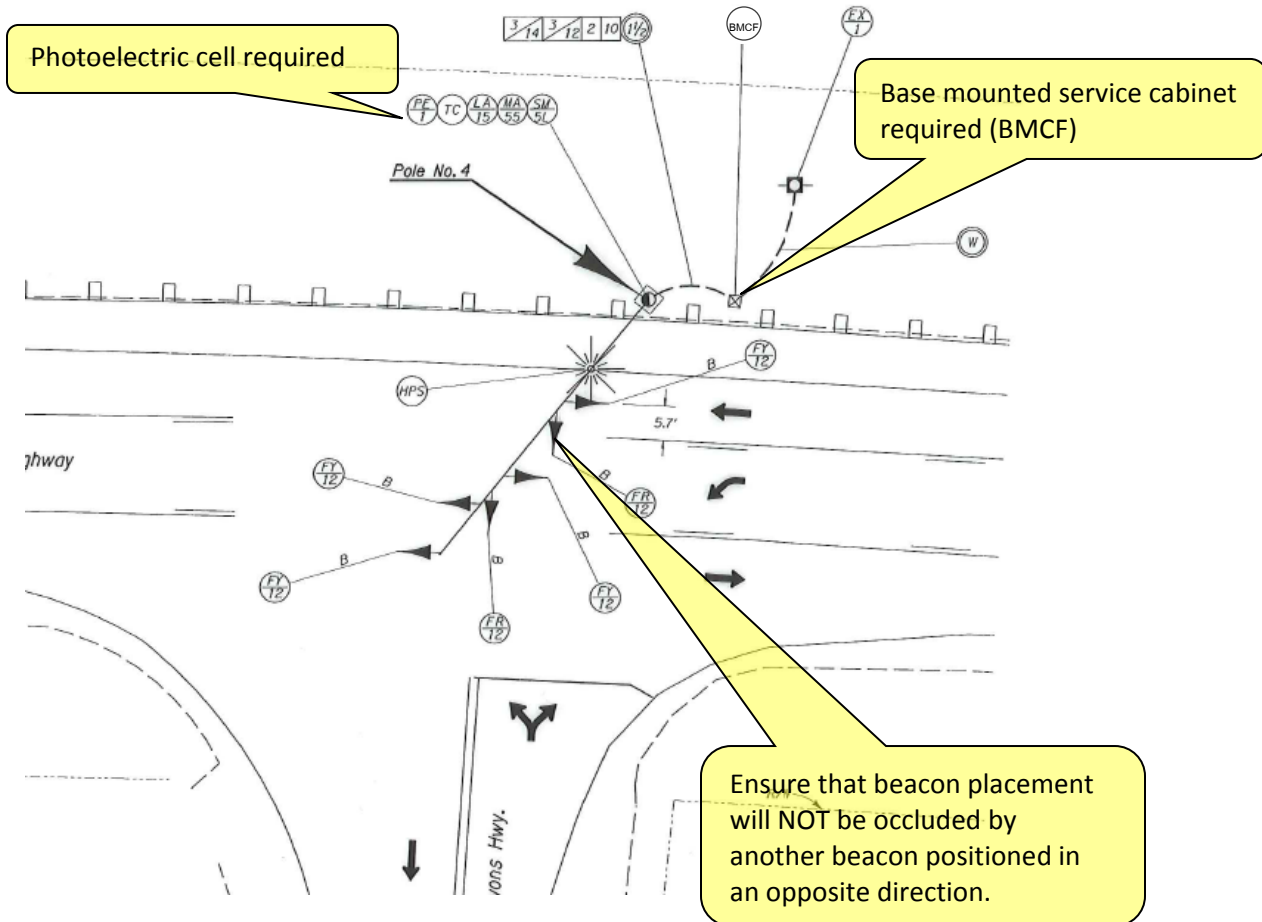 3/14 3/12 2 10 1½
BMCF
EX 1
Photoelectric cell required
PE 1 TC LA 15 MA 55 SM 5L
Base mounted service cabinet
required (BMCF)
Pole No. 4
W
FY 12
B
HPS
5.7'
ghway
FY 12
B
FR 12
B
FY 12
B
FY 12
B
FR 12
B
Ensure that beacon placement
will NOT be occluded by
another beacon positioned in
an opposite direction.
vons Hwy.